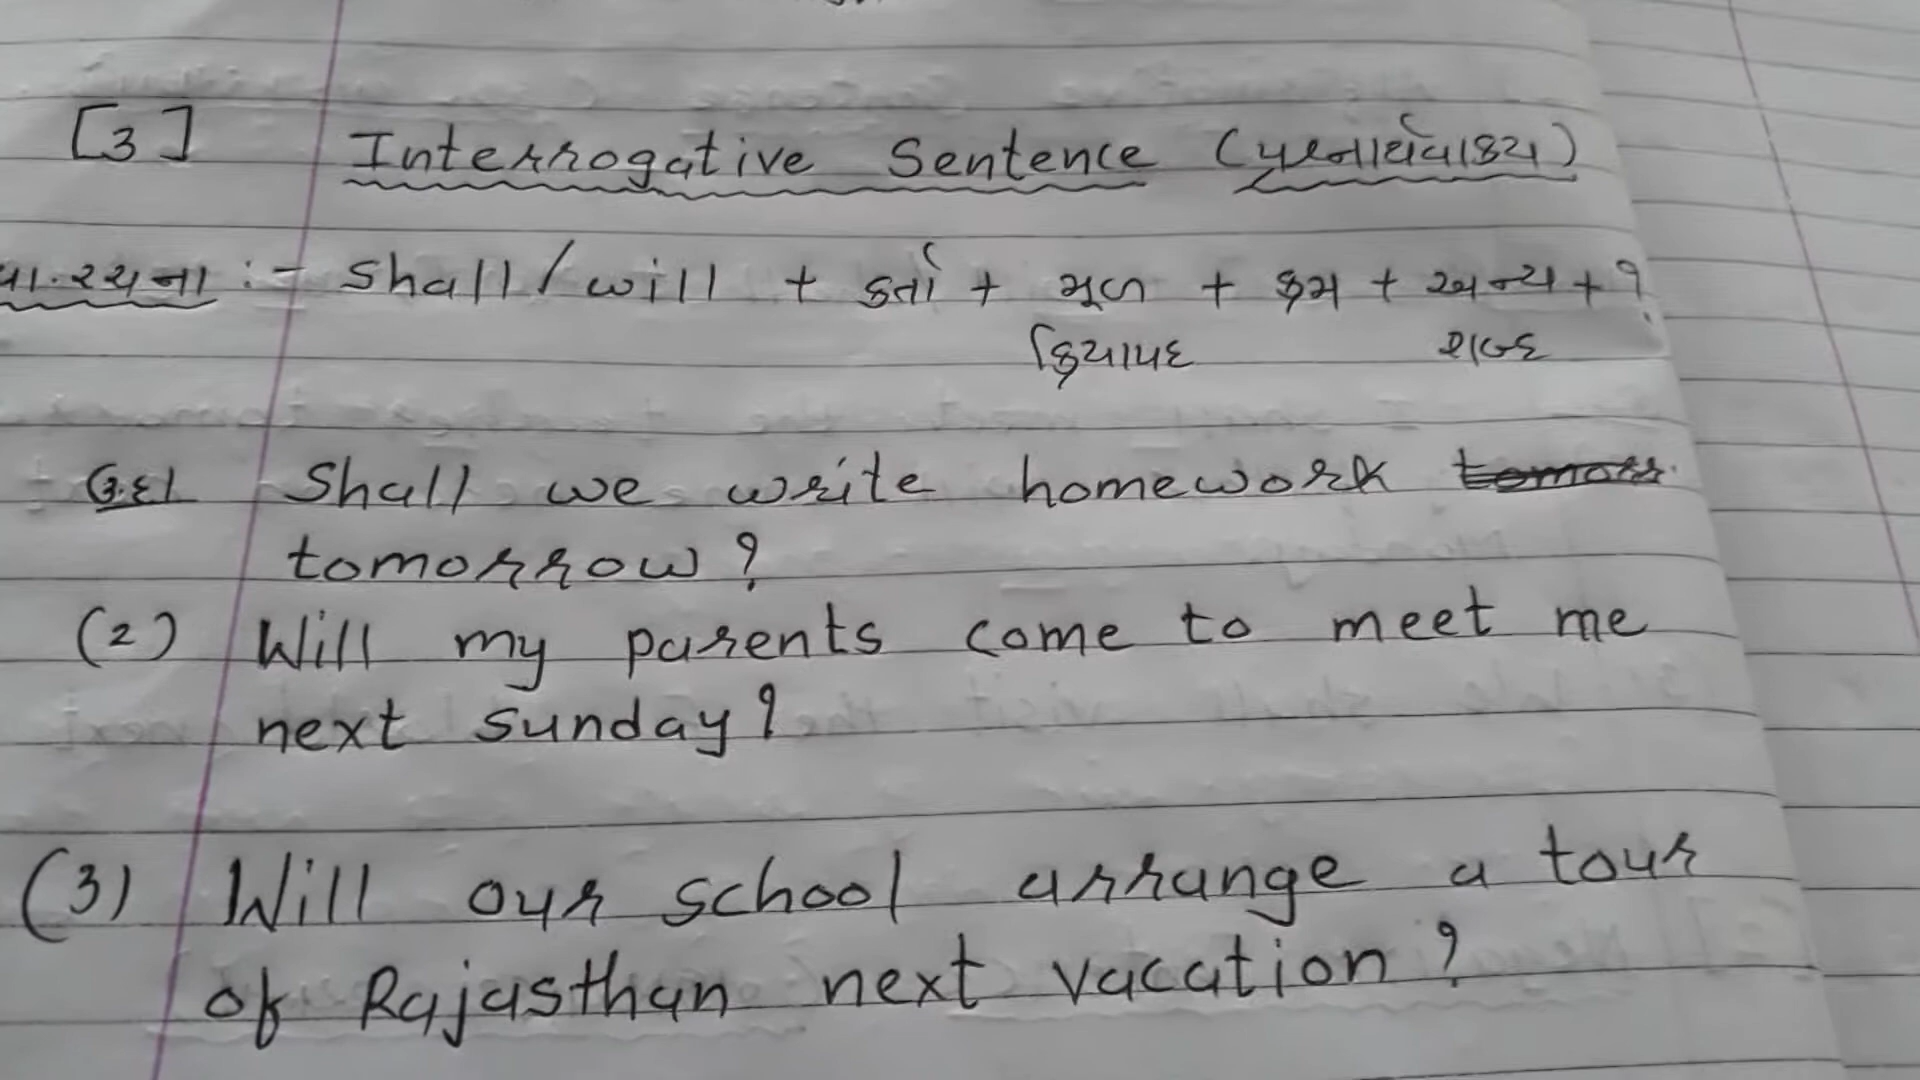 [3] Interrogative Sentence (પ્રશ્નાર્થવાક્ય)
વા.રચના :- Shall / will + કર્તા + મૂળ + કર્મ + અન્ય + ?
ક્રિયાપદ શબ્દ
ઉ.દા Shall we write homework
tomorrow?
(2) Will my parents come to meet me
next sunday?
(3) Will our school arrange a tour
of Rajasthan next vacation?